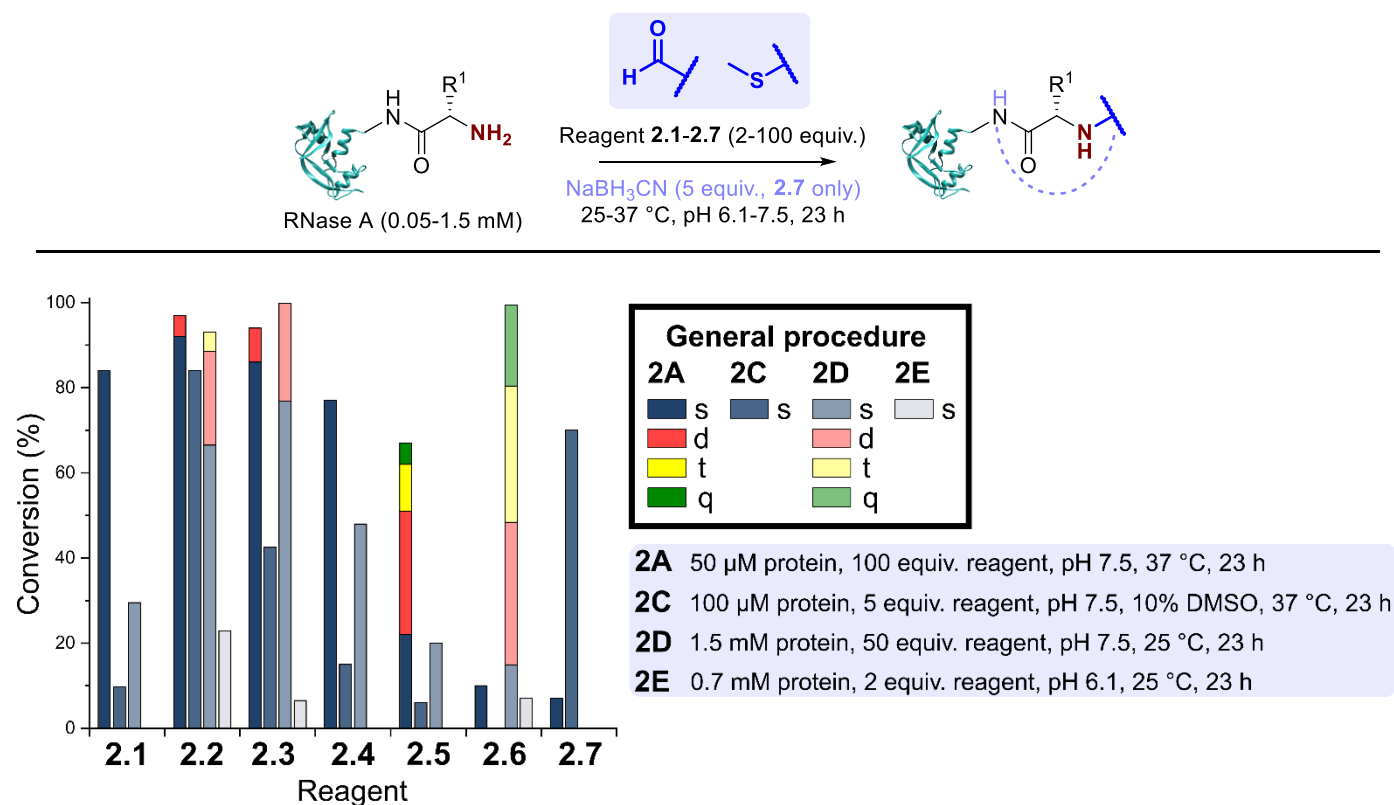 O
H
S
R¹
H
N
NH₂
O
RNase A (0.05-1.5 mM)
Reagent 2.1-2.7 (2-100 equiv.)
NaBH₃CN (5 equiv., 2.7 only)
25-37 °C, pH 6.1-7.5, 23 h
R¹
H
N
N
H
O
Conversion (%)
100
80
60
40
20
0
2.1 2.2 2.3 2.4 2.5 2.6 2.7
Reagent
General procedure
2A 2C 2D 2E
s s s s
d d
t t
q q
2A 50 µM protein, 100 equiv. reagent, pH 7.5, 37 °C, 23 h
2C 100 µM protein, 5 equiv. reagent, pH 7.5, 10% DMSO, 37 °C, 23 h
2D 1.5 mM protein, 50 equiv. reagent, pH 7.5, 25 °C, 23 h
2E 0.7 mM protein, 2 equiv. reagent, pH 6.1, 25 °C, 23 h